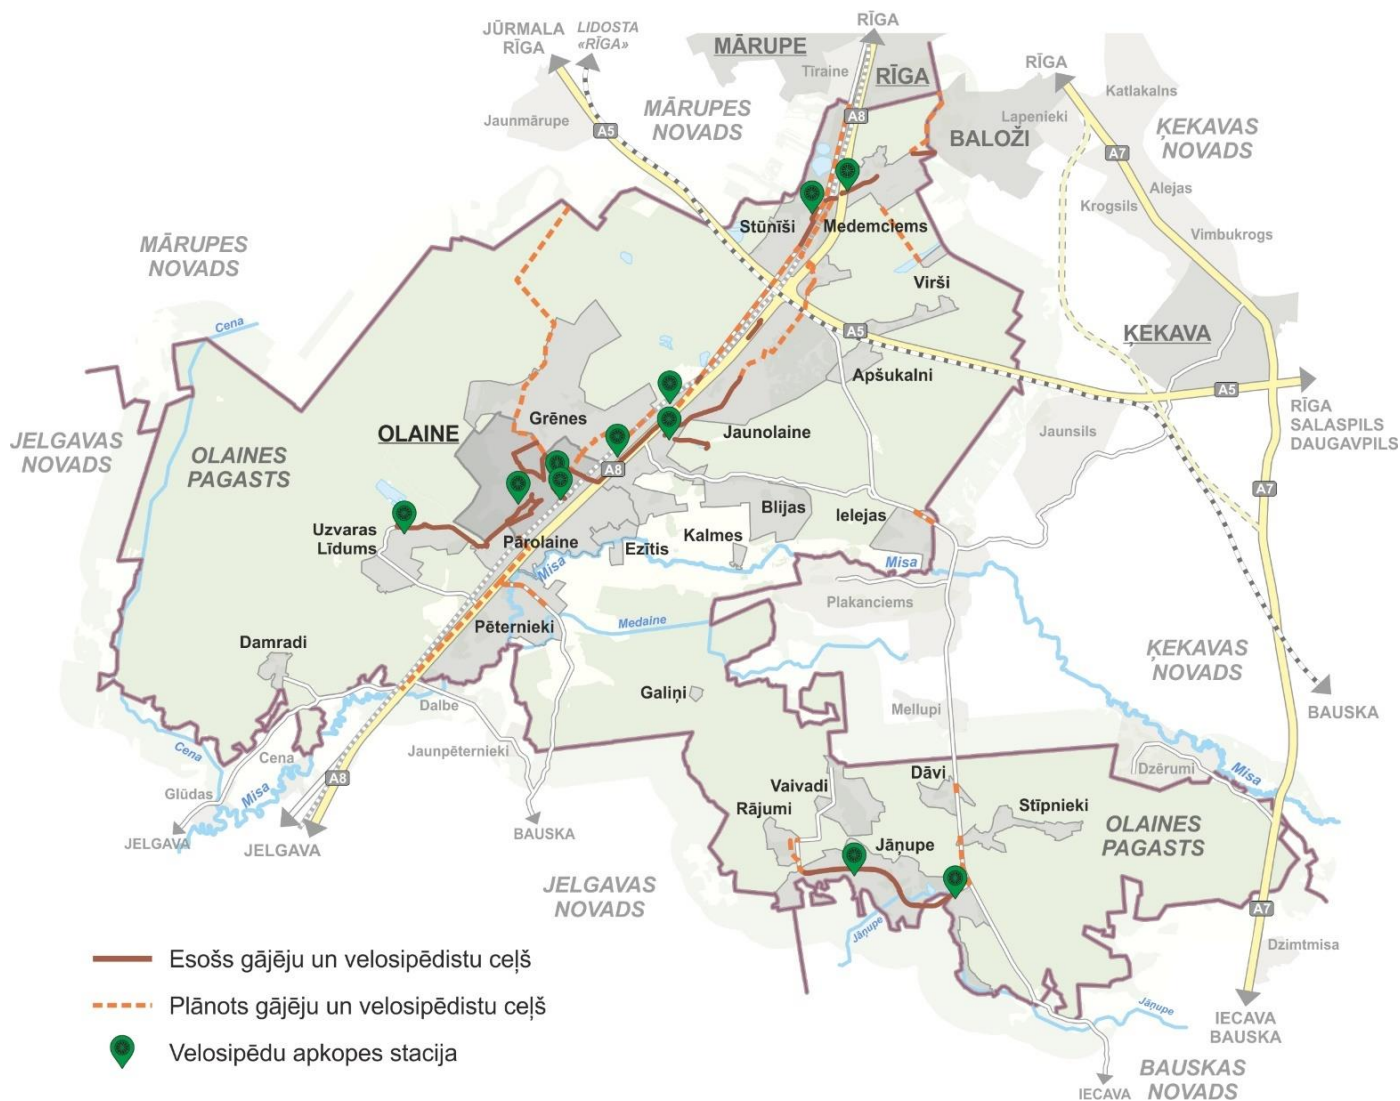 RĪGA
JŪRMALA
RĪGA
LIDOSTA
«RĪGA»
MĀRUPE
Tīraine
RĪGA
RĪGA
Katlakalns
MĀRUPES
NOVADS
Jaunmārupe
A5
A8
Lapenieki
BALOŽI
ĶEKAVAS
NOVADS
A7
Alejas
Krogsils
Vimbukrogs
Stūnīši
Medemciems
MĀRUPES
NOVADS
Virši
Cena
A5
ĶEKAVA
Apšukalni
A5
RĪGA
SALASPILS
DAUGAVPILS
Grēnes
OLAINE
Jaunolaine
Jaunsils
JELGAVAS
NOVADS
OLAINES
PAGASTS
A8
A7
Uzvaras
Līdums
Pārolaine
Ezītis
Kalmes
Blijas
Ielejas
Misa
Misa
Plakanciems
Medaine
Pēternieki
Damradi
ĶEKAVAS
NOVADS
Galiņi
Mellupi
BAUSKA
Dalbe
Jaunpēternieki
Cena
Cena
Misa
A8
Glūdas
Dzērumi
Misa
Vaivadi
Dāvi
Rājumi
Stīpnieki
OLAINES
PAGASTS
JELGAVA
JELGAVA
BAUSKA
Jāņupe
JELGAVAS
NOVADS
A7
Jāņupe
Dzimtmisa
Esošs gājēju un velosipēdistu ceļš
Plānots gājēju un velosipēdistu ceļš
Velosipēdu apkopes stacija
Jāņupe
IECAVA
BAUSKA
BAUSKAS
NOVADS
IECAVA